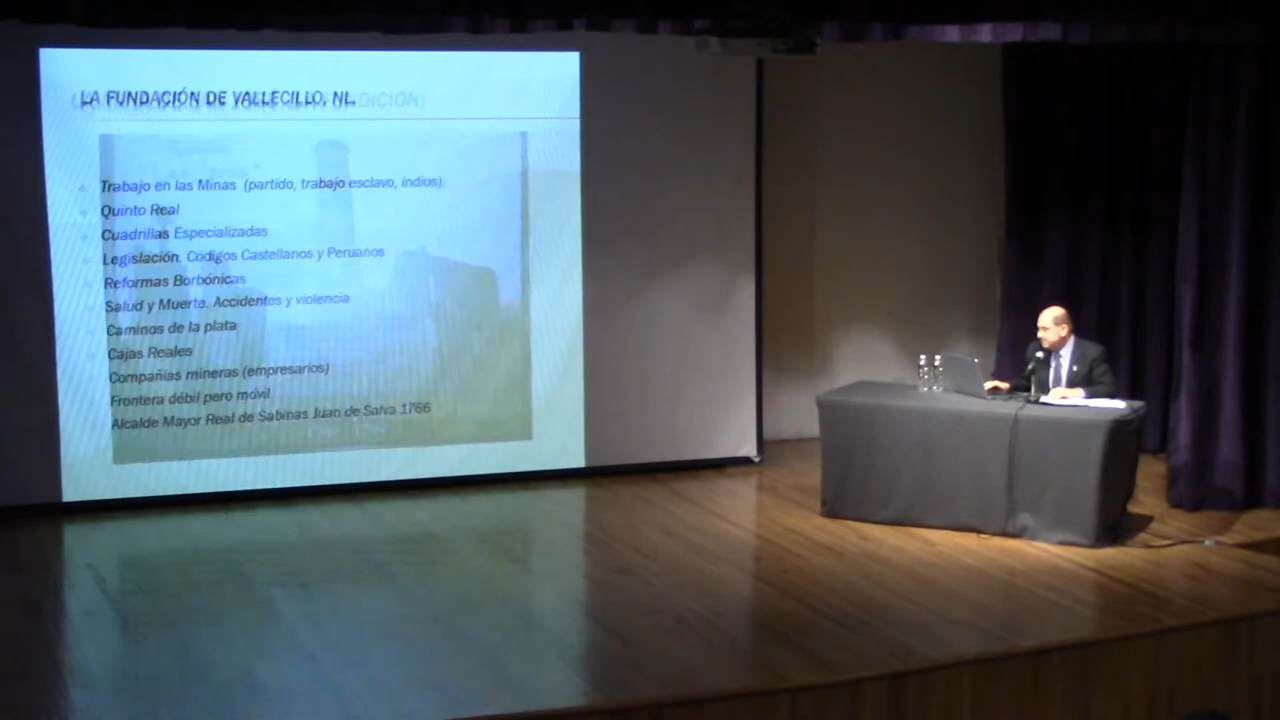 LA FUNDACIÓN DE VALLECILLO, NL.
Trabajo en las Minas (partido, trabajo esclavo, indios).
Quinto Real
Cuadrillas Especializadas
Legislación. Códigos Castellanos y Peruanos
Reformas Borbónicas
Salud y Muerte. Accidentes y violencia
Caminos de la plata
Cajas Reales
Compañias mineras (empresarios)
Frontera débil pero móvil
Alcalde Mayor Real de Sabinas Juan de Salva 1766